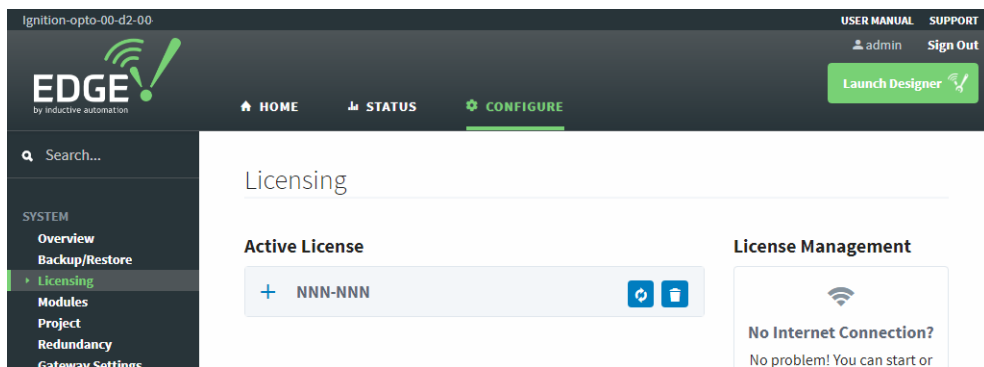 Ignition-opto-00-d2-00
USER MANUAL SUPPORT
admin Sign Out
EDGE
by inductive automation
Launch Designer
HOME STATUS CONFIGURE
Search...
Licensing
SYSTEM
Overview
Backup/Restore
Licensing
Modules
Project
Redundancy
Gateway Settings
Active License
NNN-NNN
License Management
No Internet Connection?
No problem! You can start or